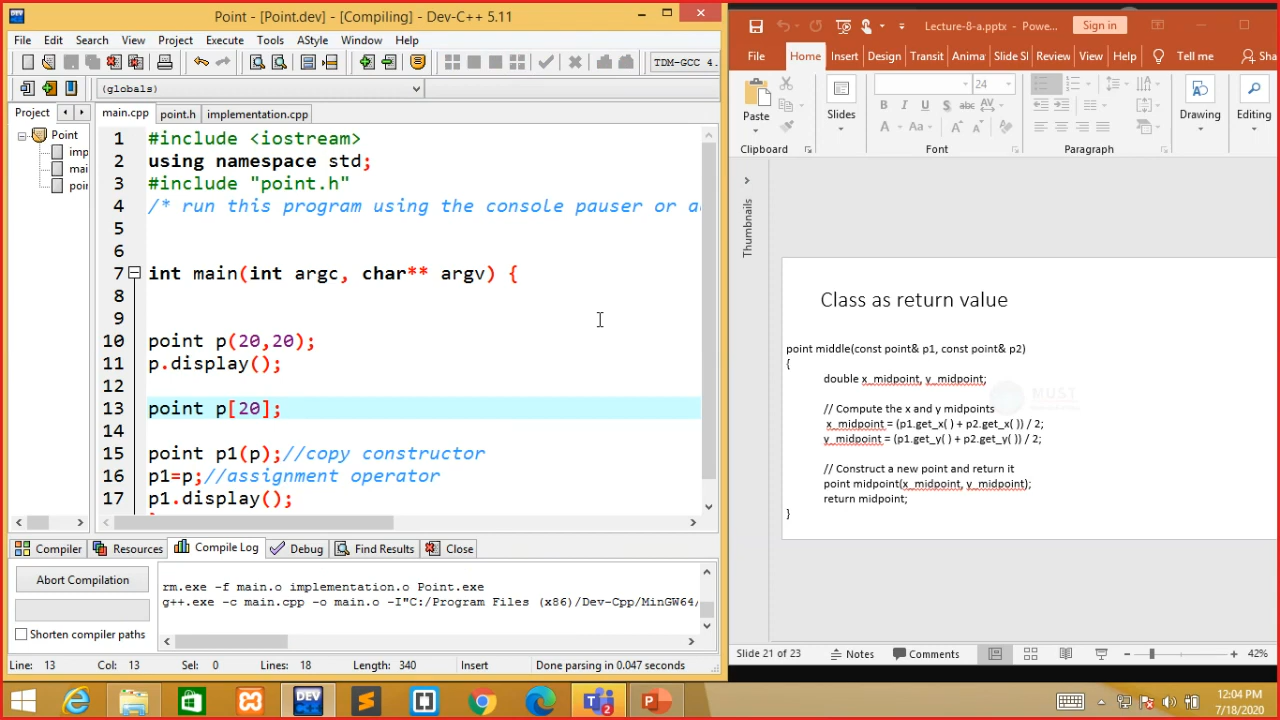 Point - [Point.dev] - [Compiling] - Dev-C++ 5.11
File Edit Search View Project Execute Tools AStyle Window Help
TDM-GCC 4.
(globals)
Project
main.cpp point.h implementation.cpp
Point
imp
mai
poin
1 #include <iostream>
2 using namespace std;
3 #include "point.h"
4 /* run this program using the console pauser or a
5
6
7 int main(int argc, char** argv) {
8
9
10 point p(20,20);
11 p.display();
12
13 point p[20];
14
15 point p1(p);//copy constructor
16 p1=p;//assignment operator
17 p1.display();
Compiler Resources Compile Log Debug Find Results Close
Abort Compilation
Shorten compiler paths
rm.exe -f main.o implementation.o Point.exe
g++.exe -c main.cpp -o main.o -I"C:/Program Files (x86)/Dev-Cpp/MinGW64/
Line: 13 Col: 13 Sel: 0 Lines: 18 Length: 340 Insert Done parsing in 0.047 seconds
Lecture-8-a.pptx - Powe... Sign in
File Home Insert Design Transit Anima Slide Sl Review View Help Tell me Sha
24
Paste
Slides
Drawing
Editing
Clipboard Font Paragraph
Thumbnails
Class as return value
point middle(const point& p1, const point& p2)
{
double x_midpoint, y_midpoint;
// Compute the x and y midpoints
x_midpoint = (p1.get_x( ) + p2.get_x( )) / 2;
y_midpoint = (p1.get_y( ) + p2.get_y( )) / 2;
// Construct a new point and return it
point midpoint(x_midpoint, y_midpoint);
return midpoint;
}
MUST
Slide 21 of 23 Notes Comments 42%
DEV
2
12:04 PM
7/18/2020